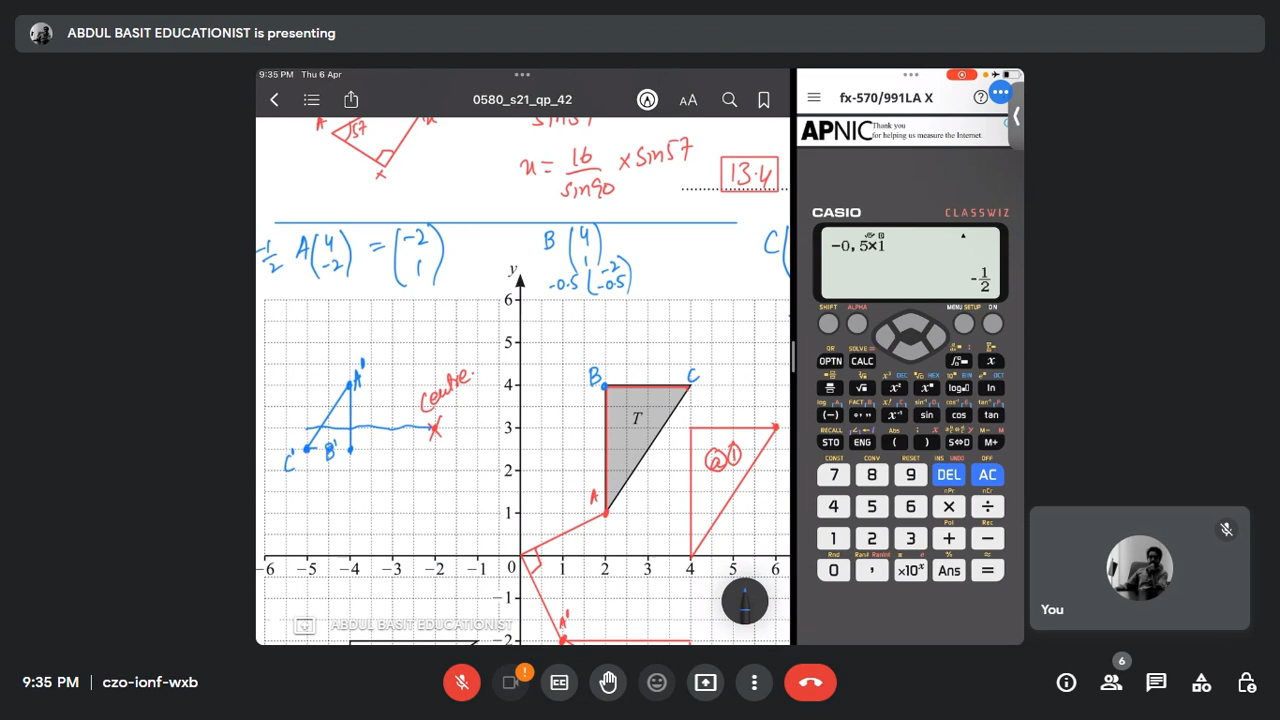 ABDUL BASIT EDUCATIONIST is presenting
9:35 PM Thu 6 Apr
0580_s21_qp_42
AA
fx-570/991LA X
APNIC Thank you for helping us measure the Internet.
A 57
x
x = 16 / sin90 × sin57
13.4
-1/2 A (4 -2) = (-2 1)
B (4 1)
-0.5 (-2 -0.5)
C
y
6
5
4
3
2
1
0
-1
-2
-6 -5 -4 -3 -2 -1 0 1 2 3 4 5 6
A'
B'
C'
centre
B
C
T
A
a i
A'
ABDUL BASIT EDUCATIONIST
CASIO CLASSWIZ
-0,5×1
-1/2
SHIFT ALPHA MENU SETUP ON
OPTN CALC
STO ENG ( ) S⇔D M+
sin cos tan
7 8 9 DEL AC
4 5 6 × ÷
1 2 3 + −
0 , ×10ˣ Ans =
You
9:35 PM | czo-ionf-wxb
CC
6